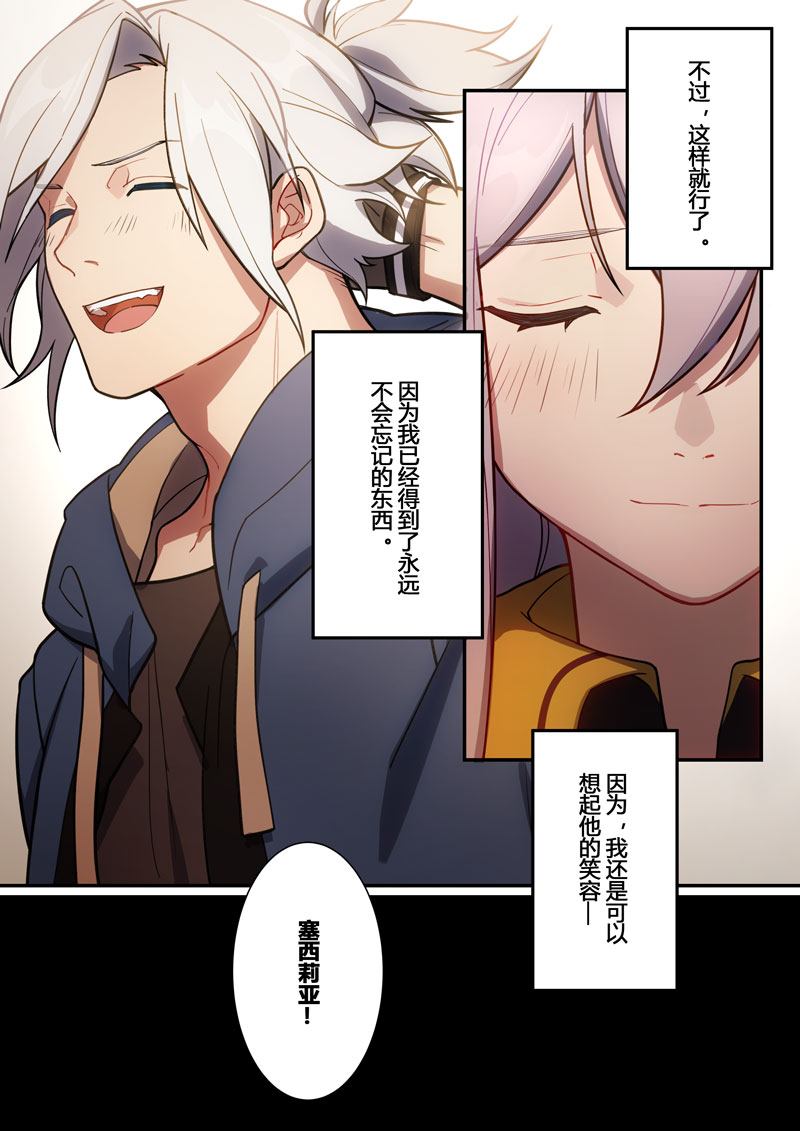 不过，这样就行了。
因为我已经得到了永远
不会忘记的东西。
因为，我还是可以
想起他的笑容—
塞西莉亚！